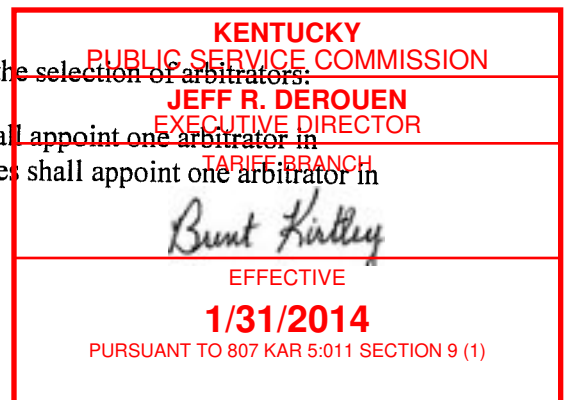 KENTUCKY
PUBLIC SERVICE COMMISSION
he selection of arbitrators:
JEFF R. DEROUEN
EXECUTIVE DIRECTOR
all appoint one arbitrator in
TARIFF BRANCH
es shall appoint one arbitrator in
Brent Kirtley
EFFECTIVE
1/31/2014
PURSUANT TO 807 KAR 5:011 SECTION 9 (1)